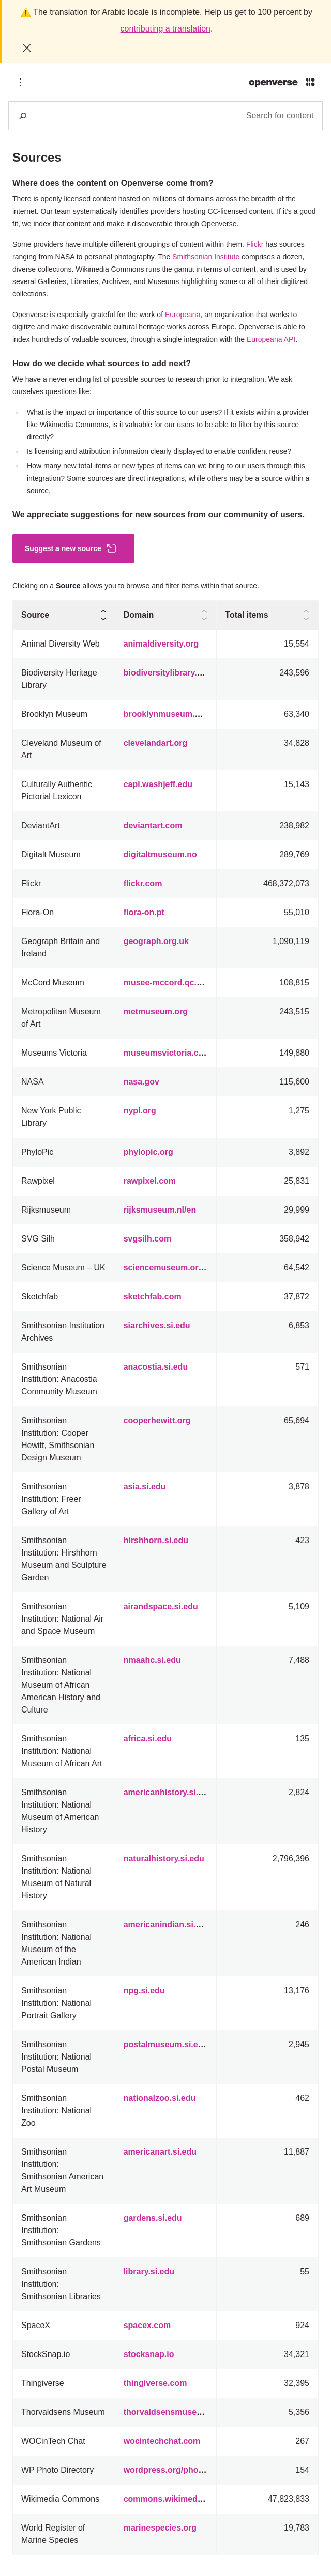 ⚠️ The translation for Arabic locale is incomplete. Help us get to 100 percent by
contributing a translation.
openverse
Search for content
Sources
Where does the content on Openverse come from?
There is openly licensed content hosted on millions of domains across the breadth of the
internet. Our team systematically identifies providers hosting CC-licensed content. If it's a good
fit, we index that content and make it discoverable through Openverse.
Some providers have multiple different groupings of content within them. Flickr has sources
ranging from NASA to personal photography. The Smithsonian Institute comprises a dozen,
diverse collections. Wikimedia Commons runs the gamut in terms of content, and is used by
several Galleries, Libraries, Archives, and Museums highlighting some or all of their digitized
collections.
Openverse is especially grateful for the work of Europeana, an organization that works to
digitize and make discoverable cultural heritage works across Europe. Openverse is able to
index hundreds of valuable sources, through a single integration with the Europeana API.
How do we decide what sources to add next?
We have a never ending list of possible sources to research prior to integration. We ask
ourselves questions like:
What is the impact or importance of this source to our users? If it exists within a provider
like Wikimedia Commons, is it valuable for our users to be able to filter by this source
directly?
Is licensing and attribution information clearly displayed to enable confident reuse?
How many new total items or new types of items can we bring to our users through this
integration? Some sources are direct integrations, while others may be a source within a
source.
We appreciate suggestions for new sources from our community of users.
Suggest a new source
Clicking on a Source allows you to browse and filter items within that source.
Source Domain Total items
Animal Diversity Web animaldiversity.org 15,554
Biodiversity Heritage biodiversitylibrary.… 243,596
Library
Brooklyn Museum brooklynmuseum.… 63,340
Cleveland Museum of clevelandart.org 34,828
Art
Culturally Authentic capl.washjeff.edu 15,143
Pictorial Lexicon
DeviantArt deviantart.com 238,982
Digitalt Museum digitaltmuseum.no 289,769
Flickr flickr.com 468,372,073
Flora-On flora-on.pt 55,010
Geograph Britain and geograph.org.uk 1,090,119
Ireland
McCord Museum musee-mccord.qc.… 108,815
Metropolitan Museum metmuseum.org 243,515
of Art
Museums Victoria museumsvictoria.c… 149,880
NASA nasa.gov 115,600
New York Public nypl.org 1,275
Library
PhyloPic phylopic.org 3,892
Rawpixel rawpixel.com 25,831
Rijksmuseum rijksmuseum.nl/en 29,999
SVG Silh svgsilh.com 358,942
Science Museum – UK sciencemuseum.or… 64,542
Sketchfab sketchfab.com 37,872
Smithsonian Institution siarchives.si.edu 6,853
Archives
Smithsonian anacostia.si.edu 571
Institution: Anacostia
Community Museum
Smithsonian cooperhewitt.org 65,694
Institution: Cooper
Hewitt, Smithsonian
Design Museum
Smithsonian asia.si.edu 3,878
Institution: Freer
Gallery of Art
Smithsonian hirshhorn.si.edu 423
Institution: Hirshhorn
Museum and Sculpture
Garden
Smithsonian airandspace.si.edu 5,109
Institution: National Air
and Space Museum
Smithsonian nmaahc.si.edu 7,488
Institution: National
Museum of African
American History and
Culture
Smithsonian africa.si.edu 135
Institution: National
Museum of African Art
Smithsonian americanhistory.si.… 2,824
Institution: National
Museum of American
History
Smithsonian naturalhistory.si.edu 2,796,396
Institution: National
Museum of Natural
History
Smithsonian americanindian.si.… 246
Institution: National
Museum of the
American Indian
Smithsonian npg.si.edu 13,176
Institution: National
Portrait Gallery
Smithsonian postalmuseum.si.e… 2,945
Institution: National
Postal Museum
Smithsonian nationalzoo.si.edu 462
Institution: National
Zoo
Smithsonian americanart.si.edu 11,887
Institution:
Smithsonian American
Art Museum
Smithsonian gardens.si.edu 689
Institution:
Smithsonian Gardens
Smithsonian library.si.edu 55
Institution:
Smithsonian Libraries
SpaceX spacex.com 924
StockSnap.io stocksnap.io 34,321
Thingiverse thingiverse.com 32,395
Thorvaldsens Museum thorvaldsensmuse… 5,356
WOCinTech Chat wocintechchat.com 267
WP Photo Directory wordpress.org/pho… 154
Wikimedia Commons commons.wikimed… 47,823,833
World Register of marinespecies.org 19,783
Marine Species